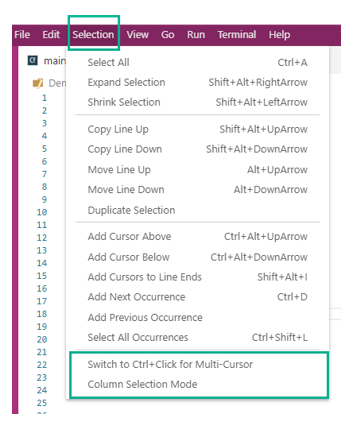 File Edit Selection View Go Run Terminal Help
main
Den
Select All Ctrl+A
Expand Selection Shift+Alt+RightArrow
Shrink Selection Shift+Alt+LeftArrow
Copy Line Up Shift+Alt+UpArrow
Copy Line Down Shift+Alt+DownArrow
Move Line Up Alt+UpArrow
Move Line Down Alt+DownArrow
Duplicate Selection
Add Cursor Above Ctrl+Alt+UpArrow
Add Cursor Below Ctrl+Alt+DownArrow
Add Cursors to Line Ends Shift+Alt+I
Add Next Occurrence Ctrl+D
Add Previous Occurrence
Select All Occurrences Ctrl+Shift+L
Switch to Ctrl+Click for Multi-Cursor
Column Selection Mode
1
2
3
4
5
6
7
8
9
10
11
12
13
14
15
16
17
18
19
20
21
22
23
24
25